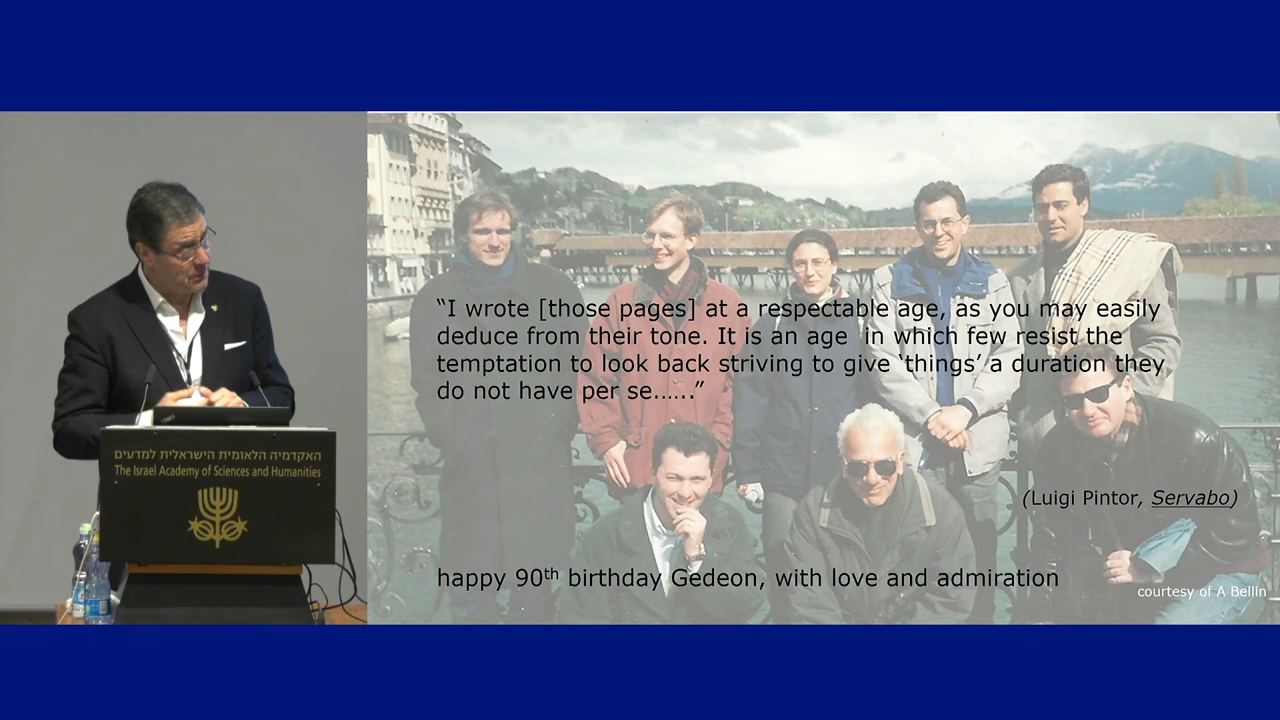 האקדמיה הלאומית הישראלית למדעים
The Israel Academy of Sciences and Humanities
“I wrote [those pages] at a respectable age, as you may easily
deduce from their tone. It is an age in which few resist the
temptation to look back striving to give ‘things’ a duration they
do not have per se......”
(Luigi Pintor, Servabo)
happy 90th birthday Gedeon, with love and admiration
courtesy of A Bellin